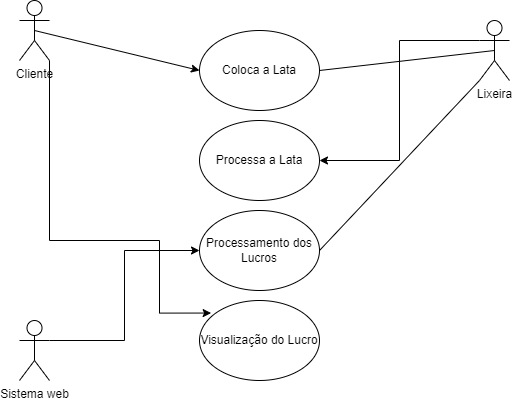 Coloca a Lata
Cliente
Lixeira
Processa a Lata
Processamento dos
Lucros
Visualização do Lucro
Sistema web